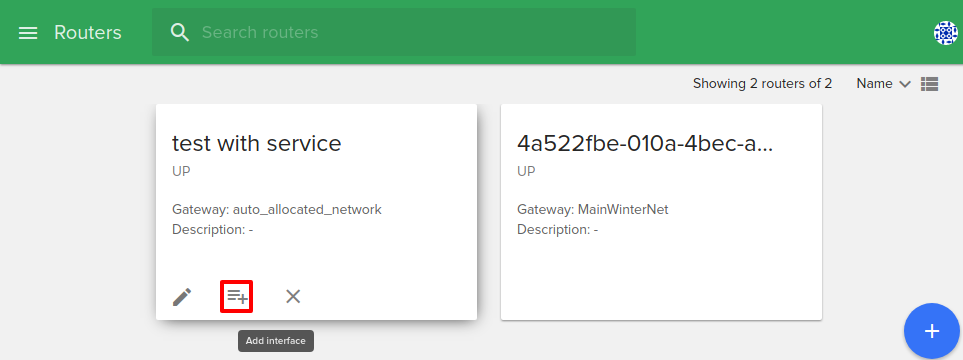 Routers
Search routers
Showing 2 routers of 2
Name
test with service
UP
Gateway: auto_allocated_network
Description: -
Add interface
4a522fbe-010a-4bec-a...
UP
Gateway: MainWinterNet
Description: -